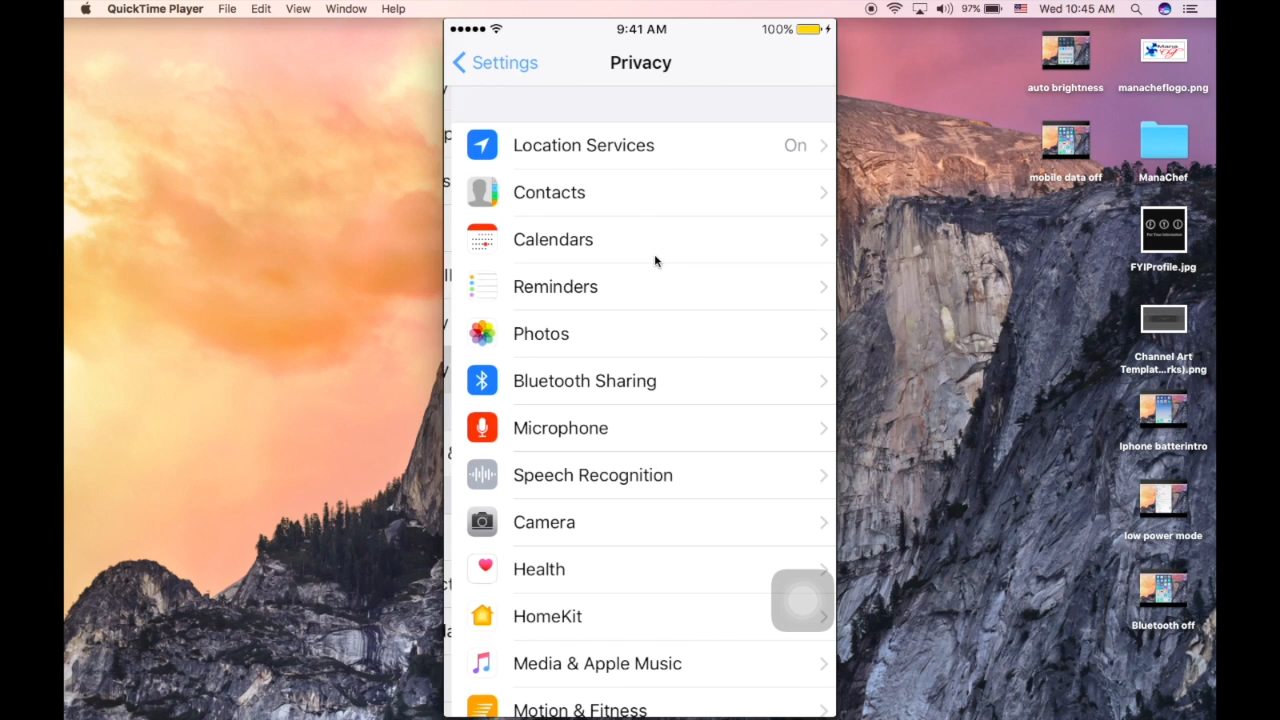 QuickTime Player File Edit View Window Help 97% Wed 10:45 AM
9:41 AM 100%
Settings Privacy
Location Services On
Contacts
Calendars
Reminders
Photos
Bluetooth Sharing
Microphone
Speech Recognition
Camera
Health
HomeKit
Media & Apple Music
Motion & Fitness
auto brightness
manacheflogo.png
mobile data off
ManaChef
FYIProfile.jpg
Channel Art
Templat...rks).png
Iphone batterintro
low power mode
Bluetooth off